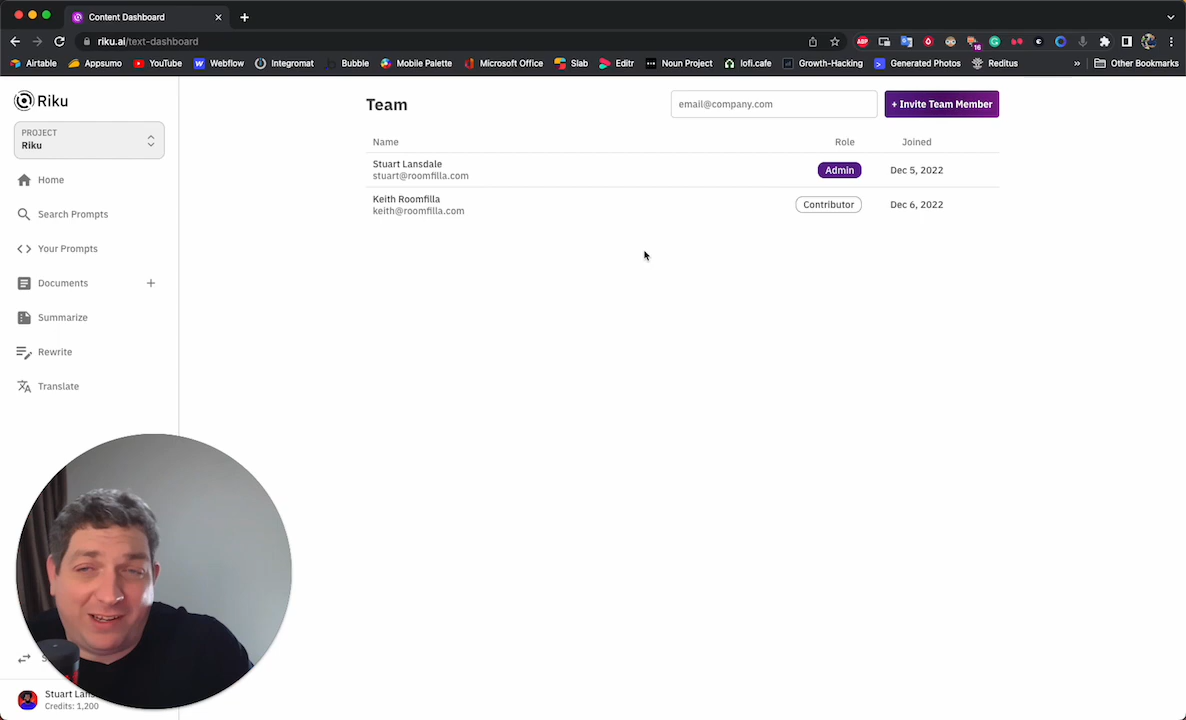 Content Dashboard
riku.ai/text-dashboard
16
Airtable
Appsumo
YouTube
Webflow
Integromat
Bubble
Mobile Palette
Microsoft Office
Slab
Editr
Noun Project
lofi.cafe
Growth-Hacking
Generated Photos
Reditus
»
Other Bookmarks
Riku
PROJECT
Riku
Home
Search Prompts
Your Prompts
Documents
Summarize
Rewrite
Translate
Stuart
Credits: 1,200
Team
email@company.com
+ Invite Team Member
Name Role Joined
Stuart Lansdale
stuart@roomfilla.com
Admin Dec 5, 2022
Keith Roomfilla
keith@roomfilla.com
Contributor Dec 6, 2022